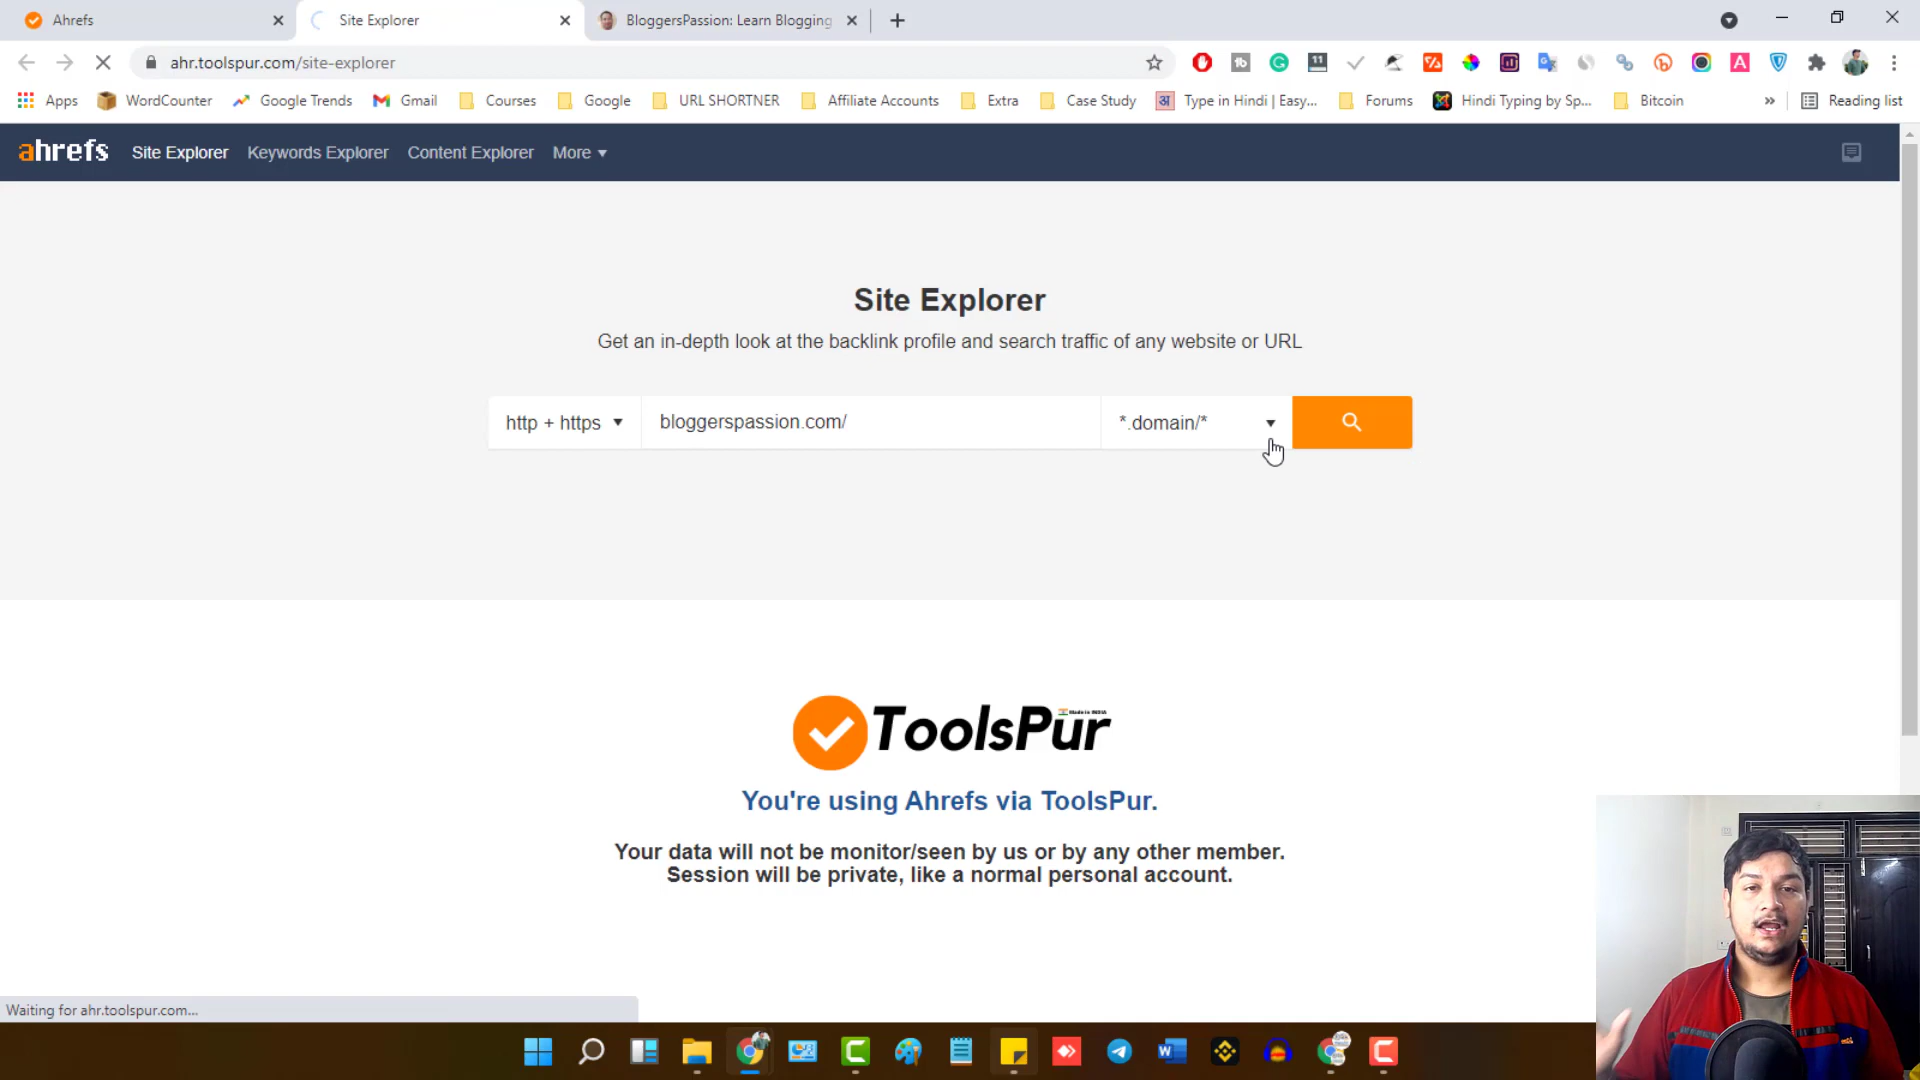 Ahrefs
Site Explorer
BloggersPassion: Learn Blogging
ahr.toolspur.com/site-explorer
Apps
WordCounter
Google Trends
Gmail
Courses
Google
URL SHORTNER
Affiliate Accounts
Extra
Case Study
अ
Type in Hindi | Easy...
Forums
Hindi Typing by Sp...
Bitcoin
»
Reading list
ahrefs
Site Explorer
Keywords Explorer
Content Explorer
More
Site Explorer
Get an in-depth look at the backlink profile and search traffic of any website or URL
http + https
bloggerspassion.com/
*.domain/*
ToolsPur
Made in INDIA
You're using Ahrefs via ToolsPur.
Your data will not be monitor/seen by us or by any other member.
Session will be private, like a normal personal account.
Waiting for ahr.toolspur.com...